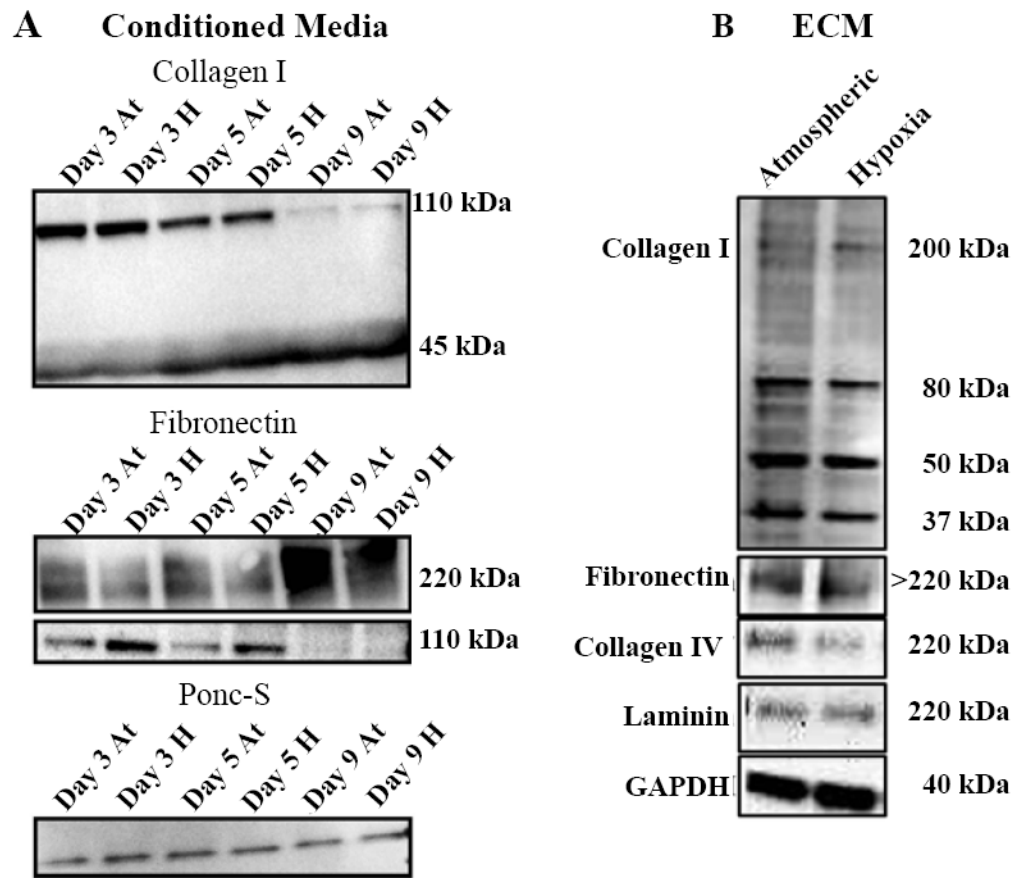 A Conditioned Media
Collagen I
Day 3 At
Day 3 H
Day 5 At
Day 5 H
Day 9 At
Day 9 H
110 kDa
45 kDa
Fibronectin
Day 3 At
Day 3 H
Day 5 At
Day 5 H
Day 9 At
Day 9 H
220 kDa
110 kDa
Ponc-S
Day 3 At
Day 3 H
Day 5 At
Day 5 H
Day 9 At
Day 9 H
B ECM
Atmospheric
Hypoxia
Collagen I 200 kDa
80 kDa
50 kDa
37 kDa
Fibronectin >220 kDa
Collagen IV 220 kDa
Laminin 220 kDa
GAPDH 40 kDa